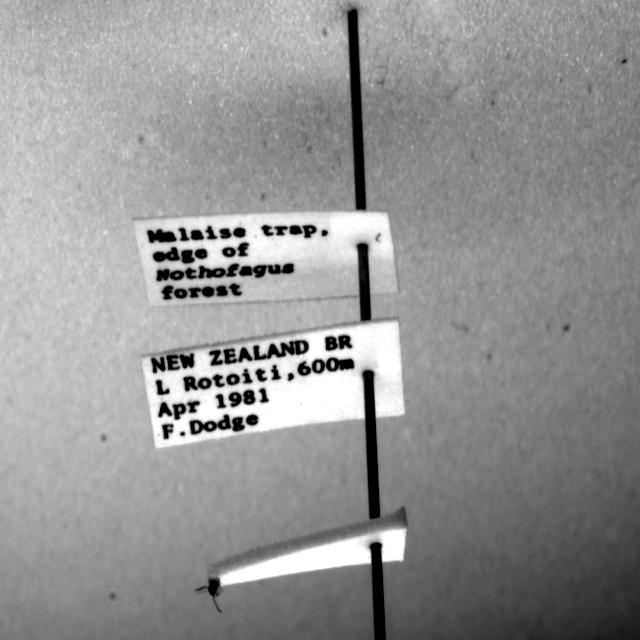 Malaise trap,
edge of
Nothofagus
forest
NEW ZEALAND BR
L. Rotoiti,600m
Apr 1981
F.Dodge